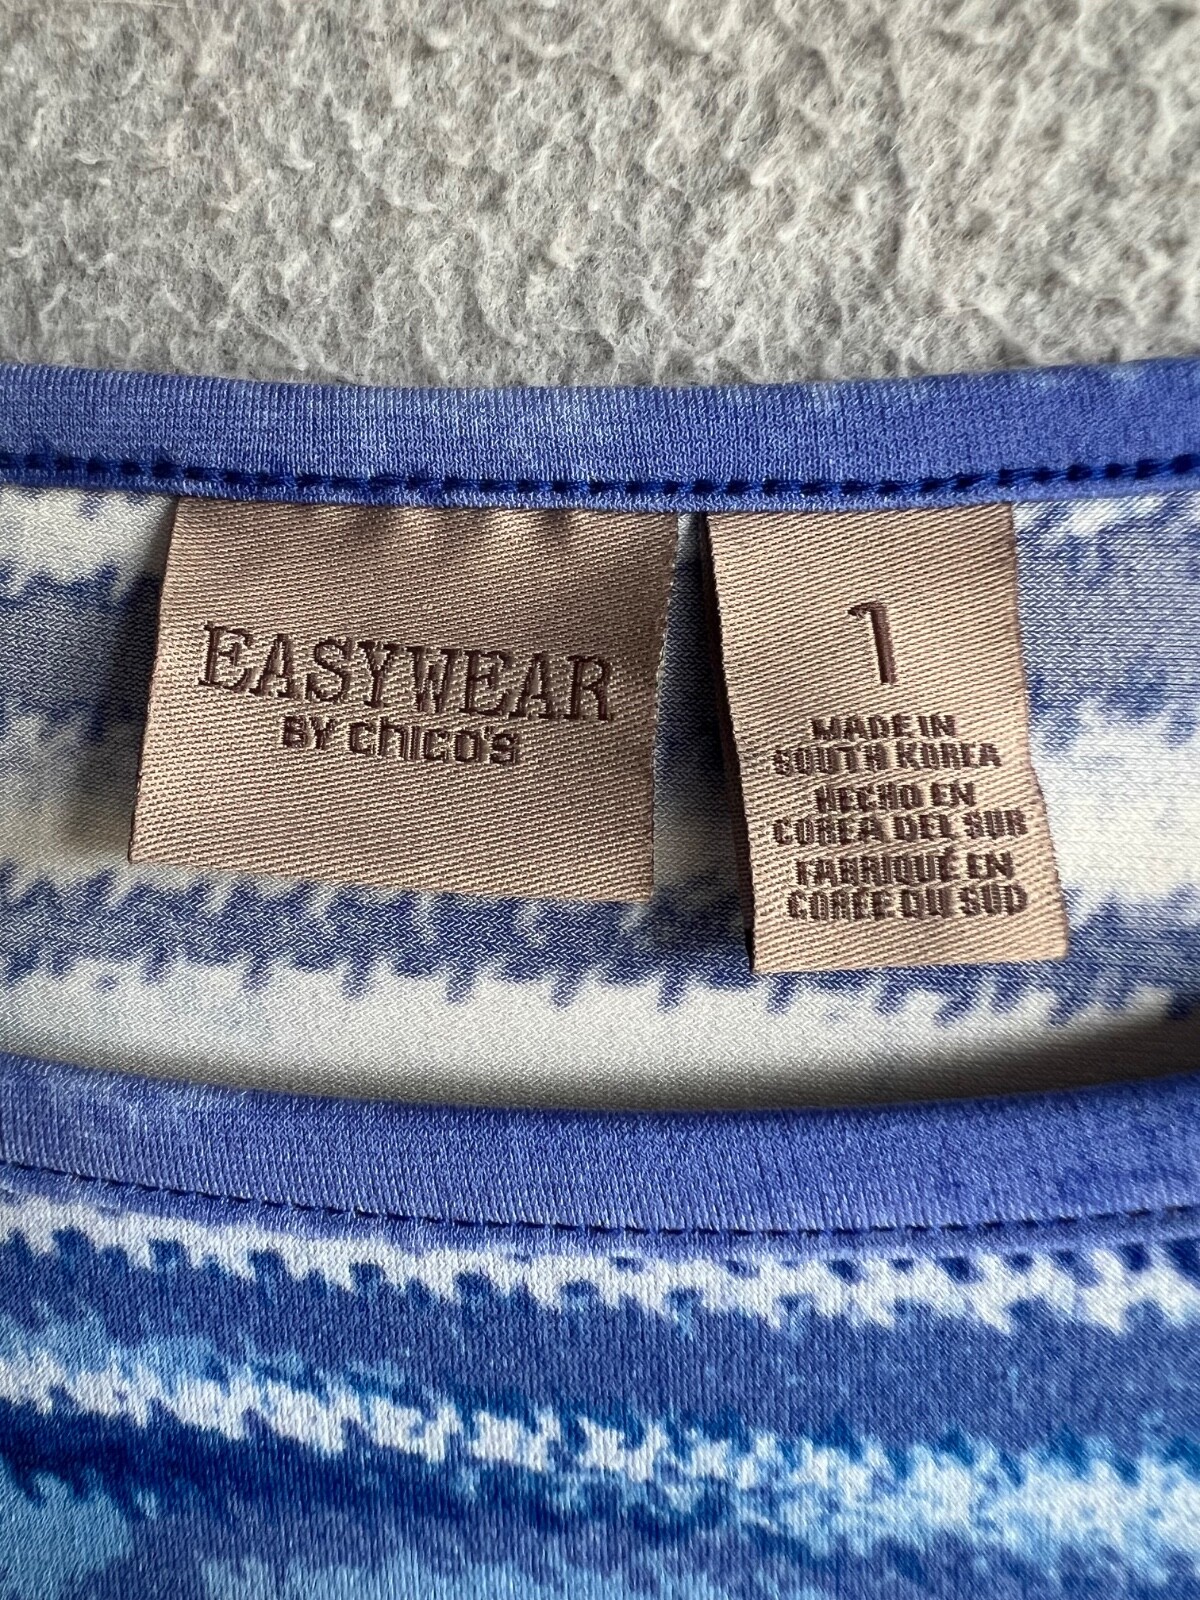 EASYWEAR
BY chico's
1
MADE IN
SOUTH KOREA
HECHO EN
COREA DEL SUR
FABRIQUÉ EN
CORÉE DU SUD